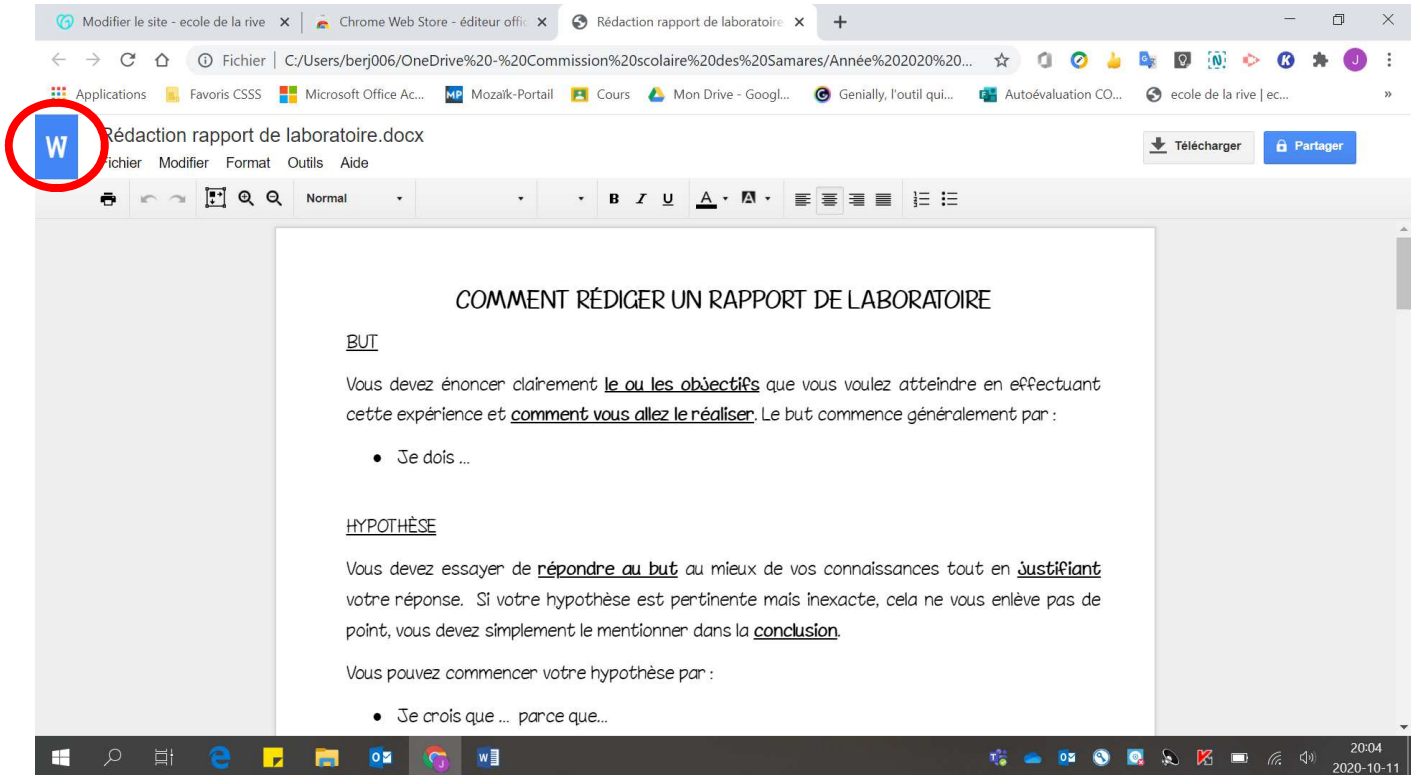 Modifier le site - ecole de la rive
Chrome Web Store - éditeur offic
Rédaction rapport de laboratoire
Fichier | C:/Users/berj006/OneDrive%20-%20Commission%20scolaire%20des%20Samares/Année%202020%20...
Applications Favoris CSSS Microsoft Office Ac... Mozaïk-Portail Cours Mon Drive - Googl... Genially, l'outil qui... Autoévaluation CO... ecole de la rive | ec... »
W Rédaction rapport de laboratoire.docx
Fichier Modifier Format Outils Aide
Télécharger Partager
Normal B I U A A
COMMENT RÉDIGER UN RAPPORT DE LABORATOIRE
BUT
Vous devez énoncer clairement le ou les objectifs que vous voulez atteindre en effectuant
cette expérience et comment vous allez le réaliser. Le but commence généralement par :
• Je dois ...
HYPOTHÈSE
Vous devez essayer de répondre au but au mieux de vos connaissances tout en justifiant
votre réponse. Si votre hypothèse est pertinente mais inexacte, cela ne vous enlève pas de
point, vous devez simplement le mentionner dans la conclusion.
Vous pouvez commencer votre hypothèse par :
• Je crois que ... parce que...
20:04
2020-10-11